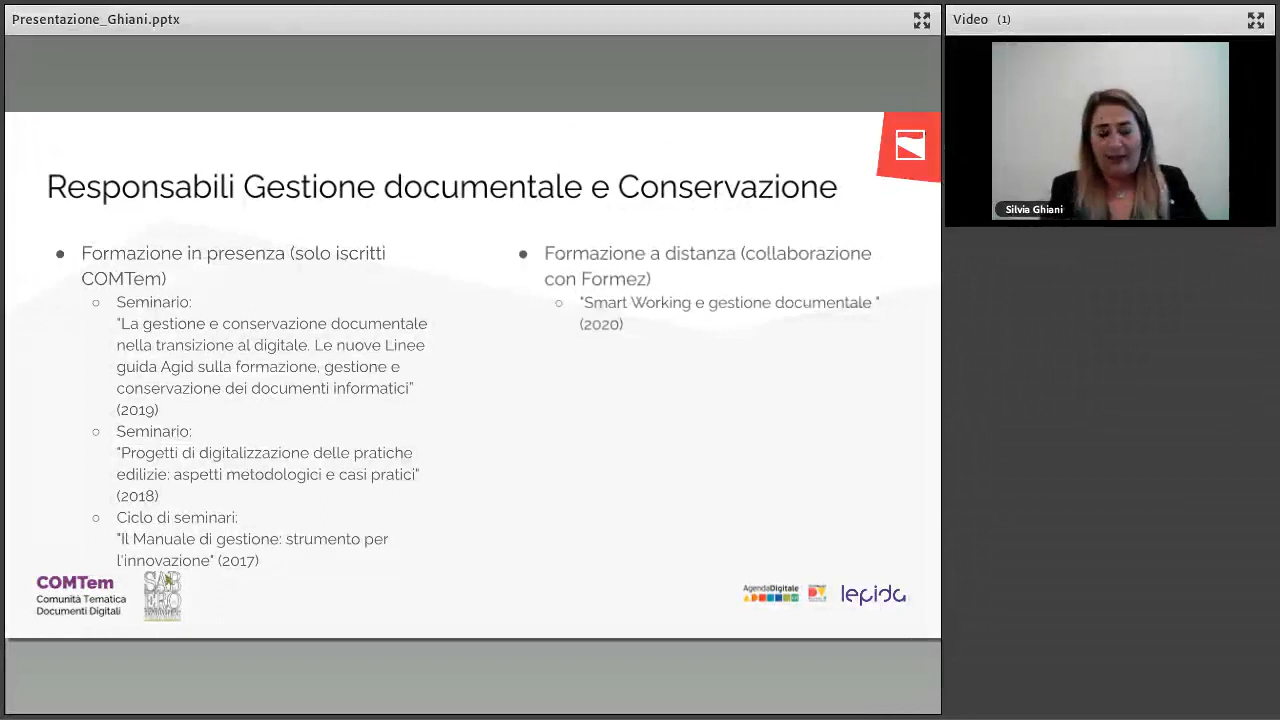 Presentazione_Ghiani.pptx
Video (1)
Silvia Ghiani
Responsabili Gestione documentale e Conservazione
● Formazione in presenza (solo iscritti
COMTem)
○ Seminario:
"La gestione e conservazione documentale
nella transizione al digitale. Le nuove Linee
guida Agid sulla formazione, gestione e
conservazione dei documenti informatici"
(2019)
○ Seminario:
"Progetti di digitalizzazione delle pratiche
edilizie: aspetti metodologici e casi pratici"
(2018)
○ Ciclo di seminari:
"Il Manuale di gestione: strumento per
l'innovazione" (2017)
● Formazione a distanza (collaborazione
con Formez)
○ "Smart Working e gestione documentale "
(2020)
COMTem
Comunità Tematica
Documenti Digitali
SAB
ERO
AgendaDigitale
lepida